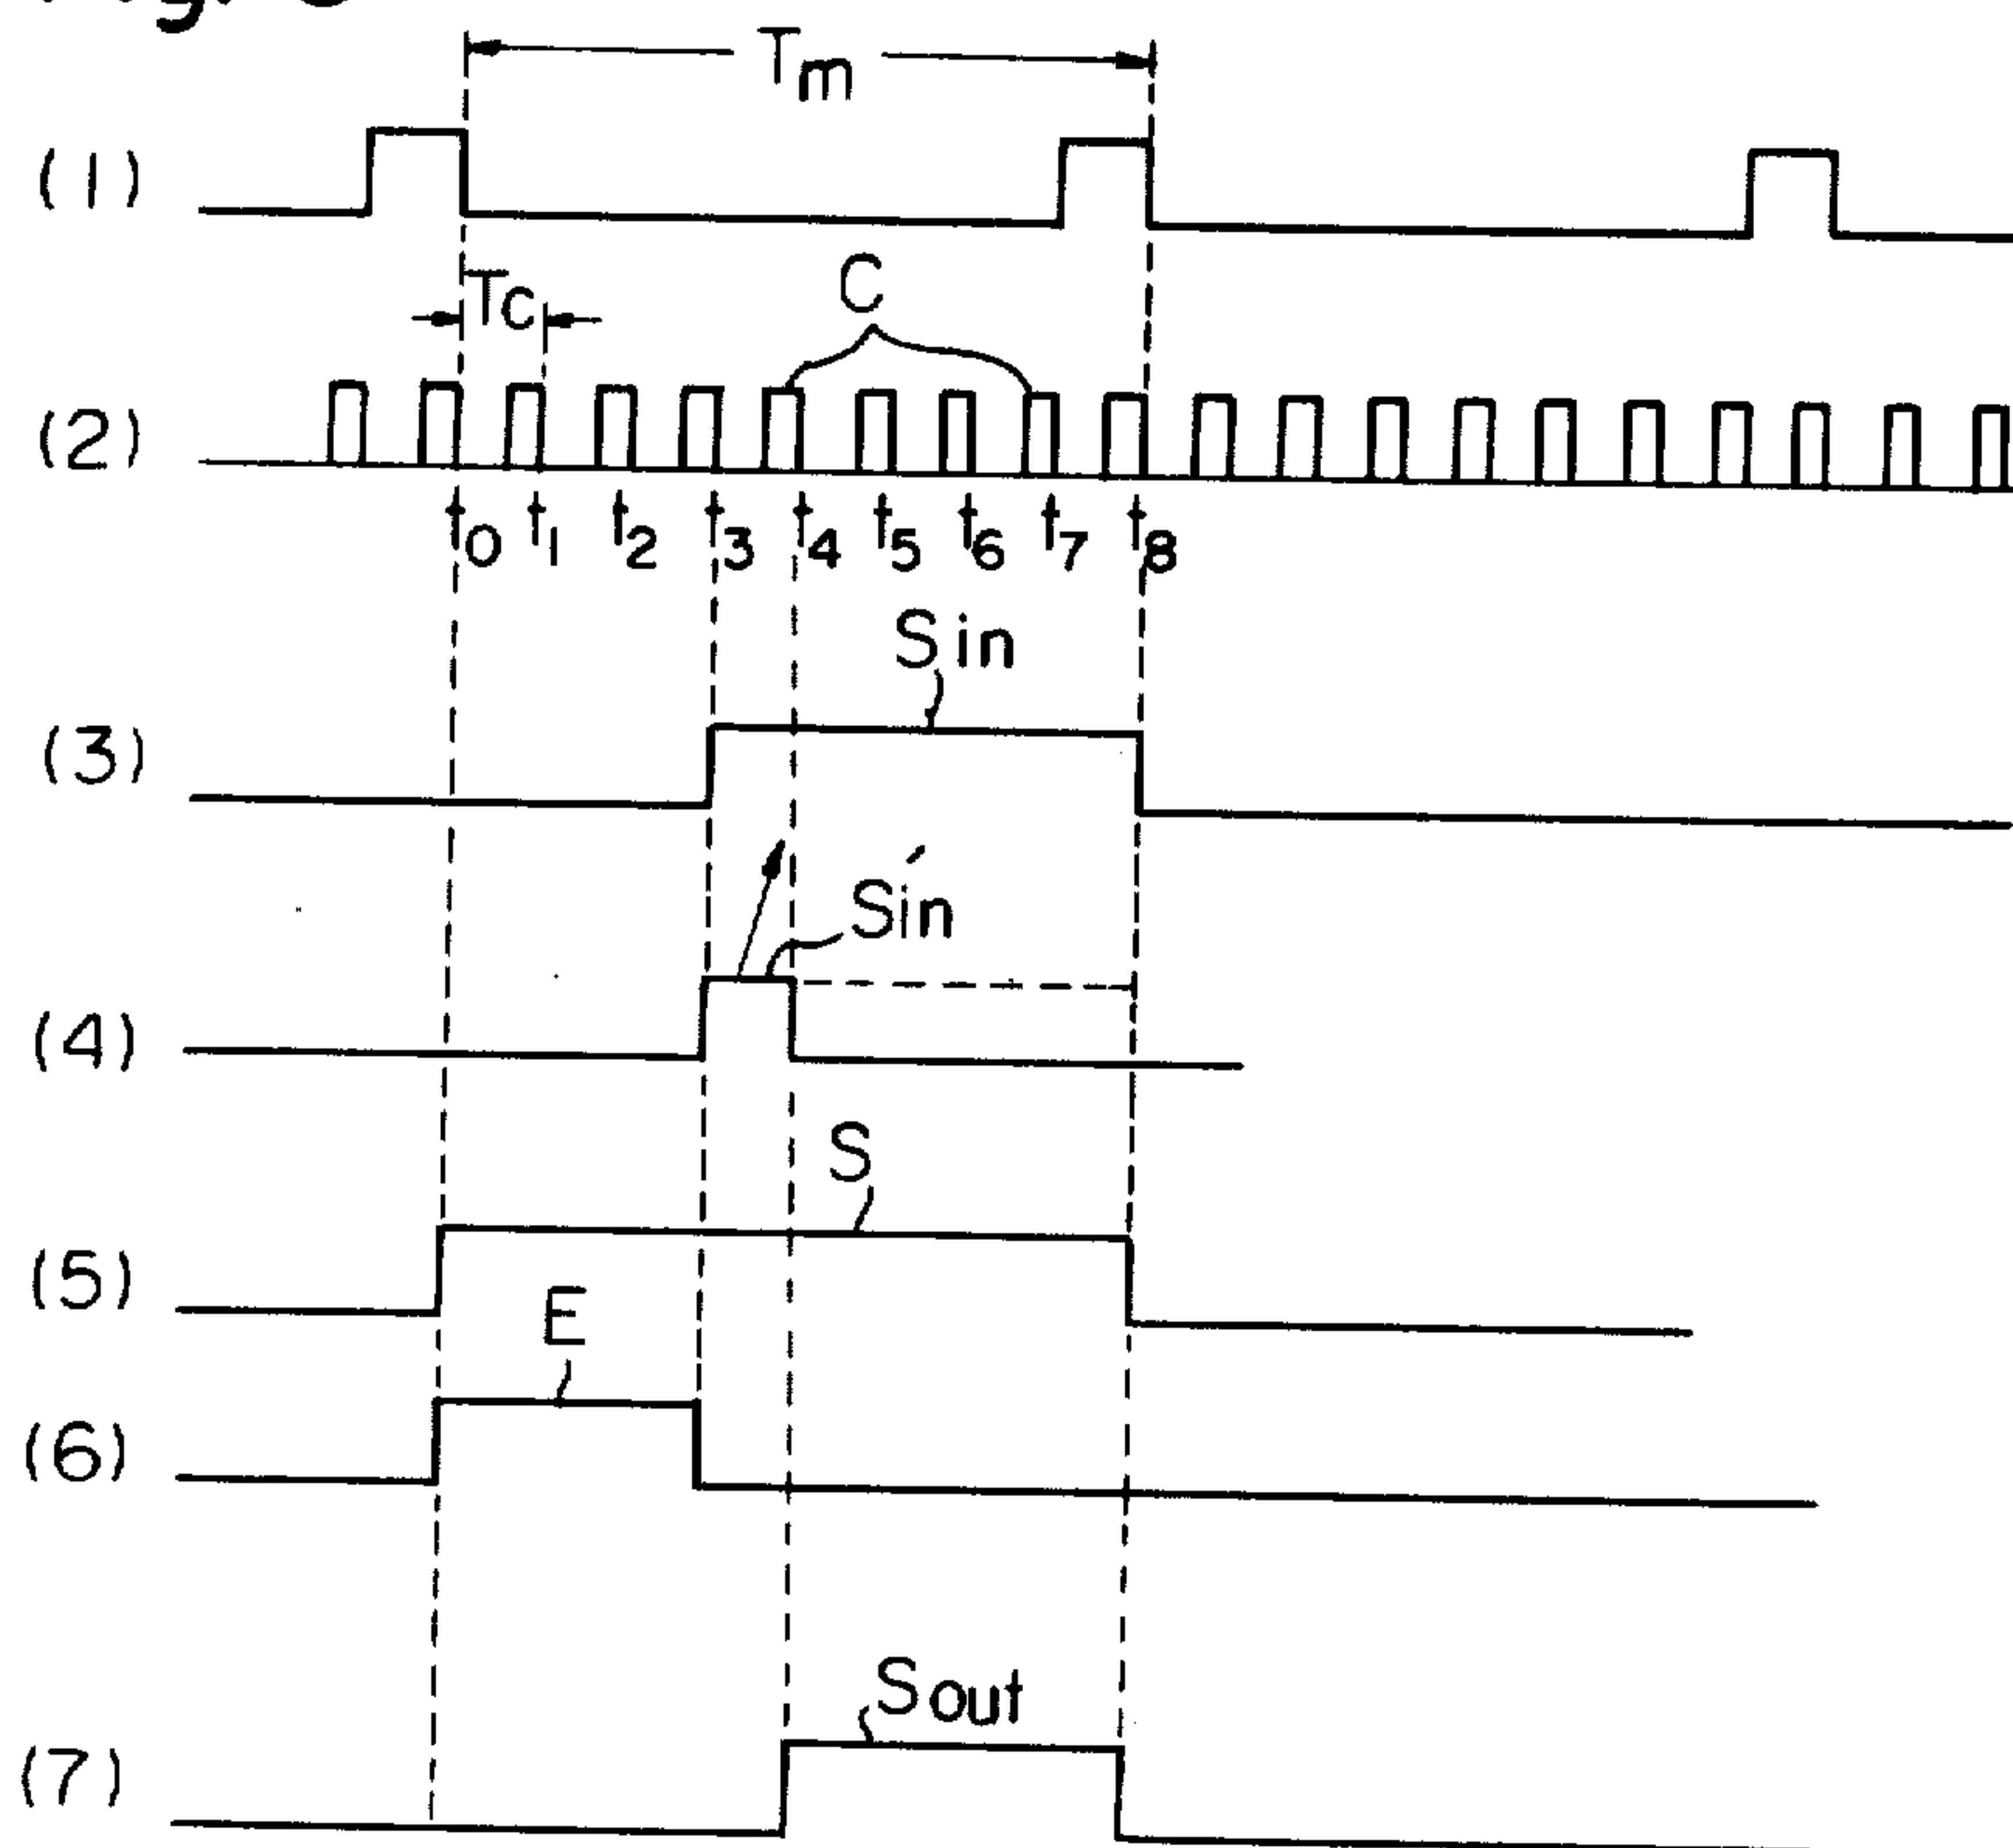 Tm
(1)
C
Tc
(2)
t0 t1 t2 t3 t4 t5 t6 t7 t8
Sin
(3)
Sin′
(4)
S
(5)
E
(6)
Sout
(7)